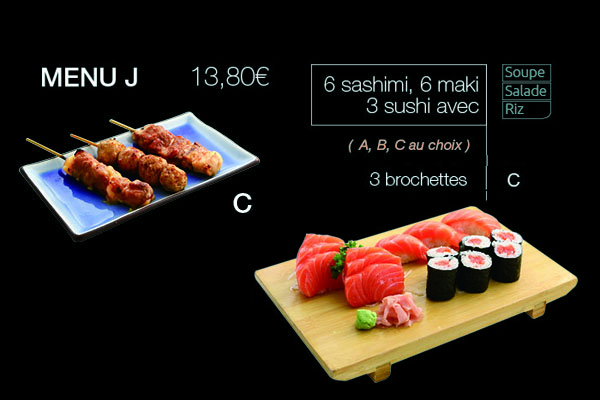 MENU J 13,80€
6 sashimi, 6 maki
3 sushi avec
Soupe
Salade
Riz
( A, B, C au choix )
3 brochettes C
C